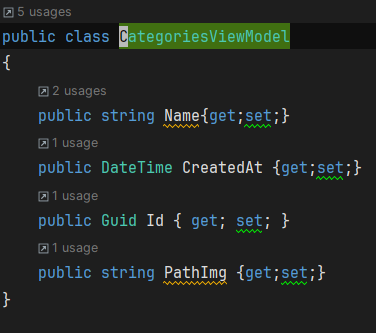 5 usages
public class CategoriesViewModel
{
2 usages
public string Name{get;set;}
1 usage
public DateTime CreatedAt {get;set;}
1 usage
public Guid Id { get; set; }
1 usage
public string PathImg {get;set;}
}